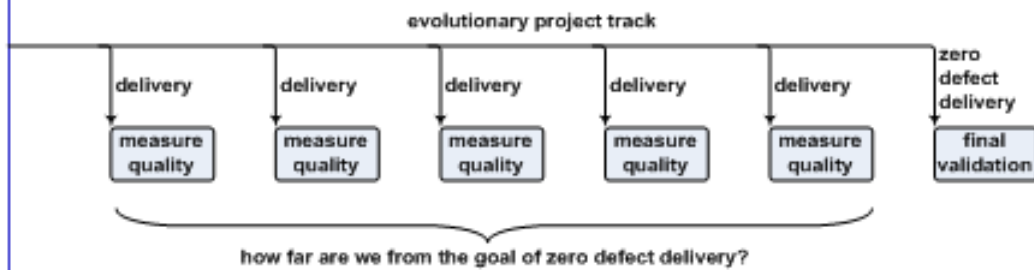 evolutionary project track
delivery
delivery
delivery
delivery
delivery
zero
defect
delivery
measure
quality
measure
quality
measure
quality
measure
quality
measure
quality
final
validation
how far are we from the goal of zero defect delivery?